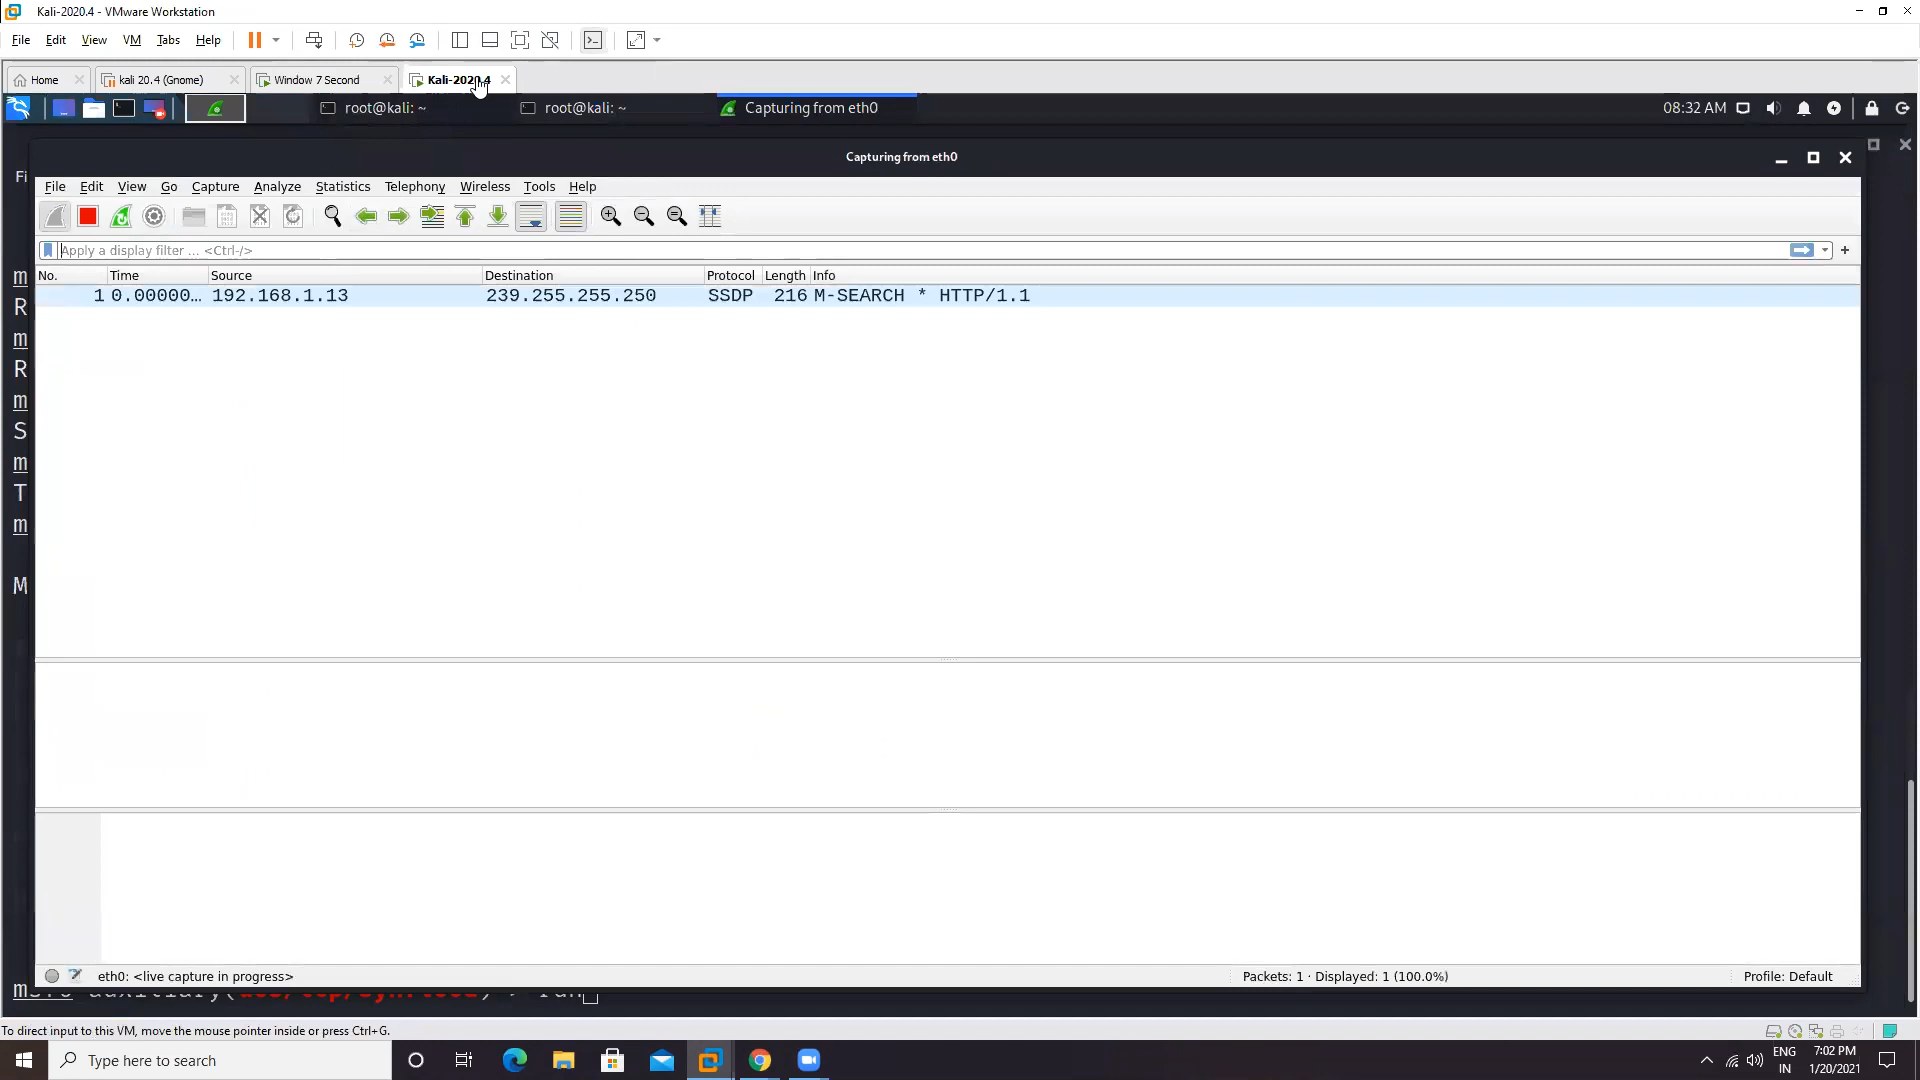 Kali-2020.4 - VMware Workstation
File Edit View VM Tabs Help
Home kali 20.4 (Gnome) Window 7 Second Kali-2020.4
root@kali: ~ root@kali: ~ Capturing from eth0 08:32 AM
Capturing from eth0
Fi
File Edit View Go Capture Analyze Statistics Telephony Wireless Tools Help
Apply a display filter ... <Ctrl-/>
No. Time Source Destination Protocol Length Info
1 0.00000… 192.168.1.13 239.255.255.250 SSDP 216 M-SEARCH * HTTP/1.1
m
R
m
R
m
S
m
T
m
M
eth0: <live capture in progress> Packets: 1 · Displayed: 1 (100.0%) Profile: Default
To direct input to this VM, move the mouse pointer inside or press Ctrl+G.
Type here to search
ENG 7:02 PM
IN 1/20/2021